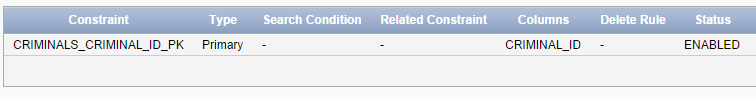 Constraint Type Search Condition Related Constraint Columns Delete Rule Status
CRIMINALS_CRIMINAL_ID_PK Primary - - CRIMINAL_ID - ENABLED